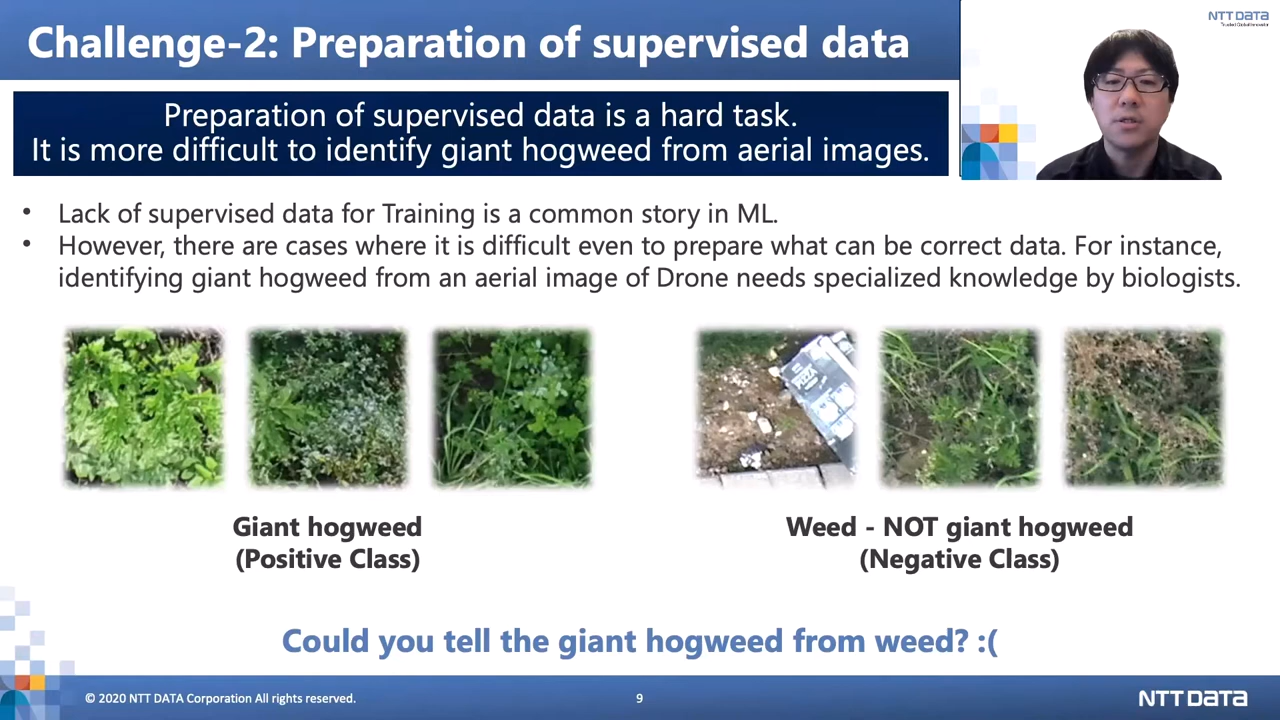 Challenge-2: Preparation of supervised data
NTT DATA
Trusted Global Innovator
Preparation of supervised data is a hard task.
It is more difficult to identify giant hogweed from aerial images.
• Lack of supervised data for Training is a common story in ML.
• However, there are cases where it is difficult even to prepare what can be correct data. For instance,
identifying giant hogweed from an aerial image of Drone needs specialized knowledge by biologists.
PIZZA
Giant hogweed
(Positive Class)
Weed - NOT giant hogweed
(Negative Class)
Could you tell the giant hogweed from weed? :(
© 2020 NTT DATA Corporation All rights reserved.
9
NTT DATA